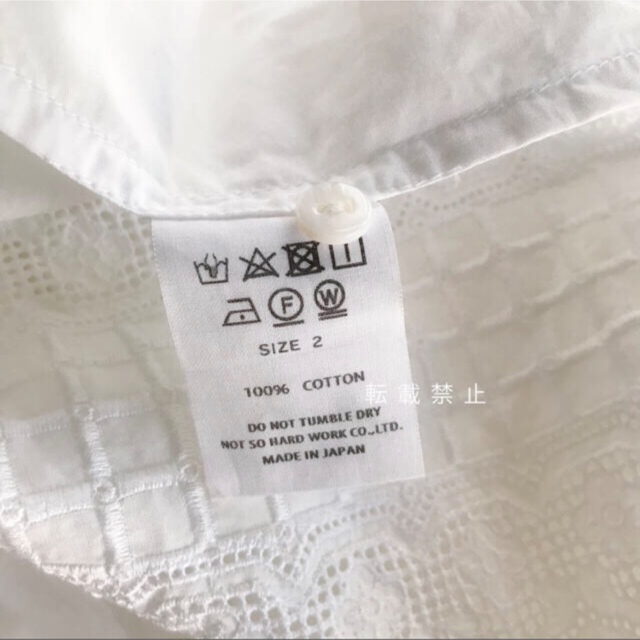 F W
SIZE 2
100% COTTON
転載禁止
DO NOT TUMBLE DRY
NOT SO HARD WORK CO.,LTD.
MADE IN JAPAN